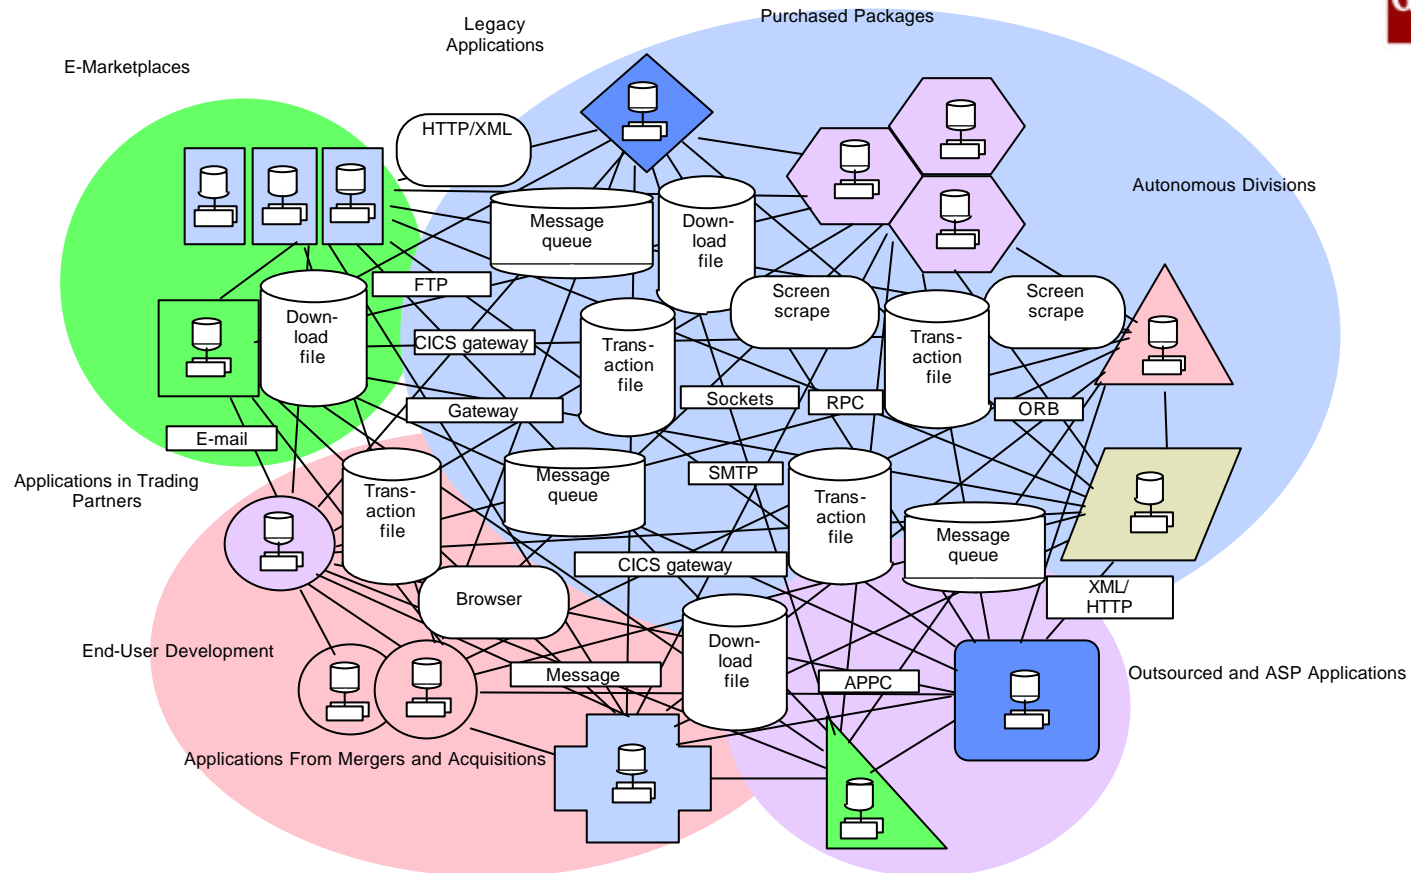 Purchased Packages
Legacy
Applications
E-Marketplaces
HTTP/XML
Autonomous Divisions
Message
queue
Down-
load
file
FTP
Screen
scrape
Screen
scrape
Down-
load
file
CICS gateway
Trans-
action
file
Trans-
action
file
Gateway
Sockets
RPC
ORB
E-mail
Applications in Trading
Partners
Trans-
action
file
Message
queue
SMTP
Trans-
action
file
Message
queue
CICS gateway
XML/
HTTP
Browser
End-User Development
Down-
load
file
Message
APPC
Outsourced and ASP Applications
Applications From Mergers and Acquisitions